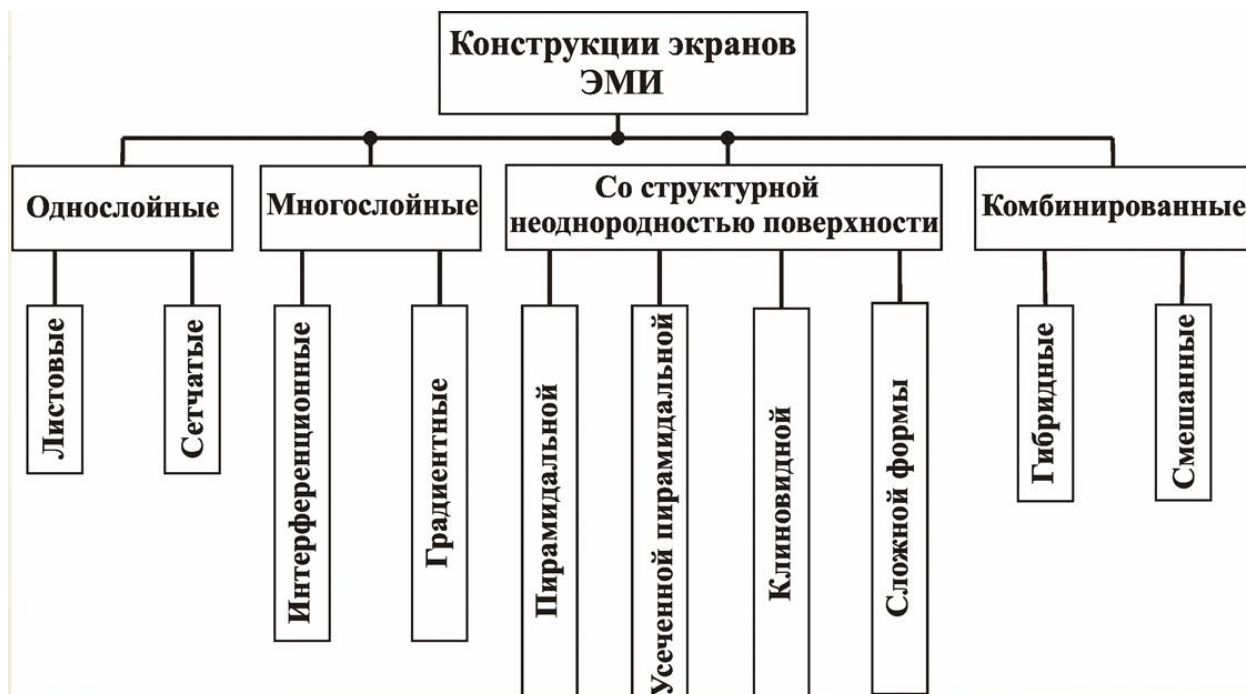 Конструкции экранов
ЭМИ
Однослойные
Многослойные
Со структурной
неоднородностью поверхности
Комбинированные
Листовые
Сетчатые
Интерференционные
Градиентные
Пирамидальной
Усеченной пирамидальной
Клиновидной
Сложной формы
Гибридные
Смешанные